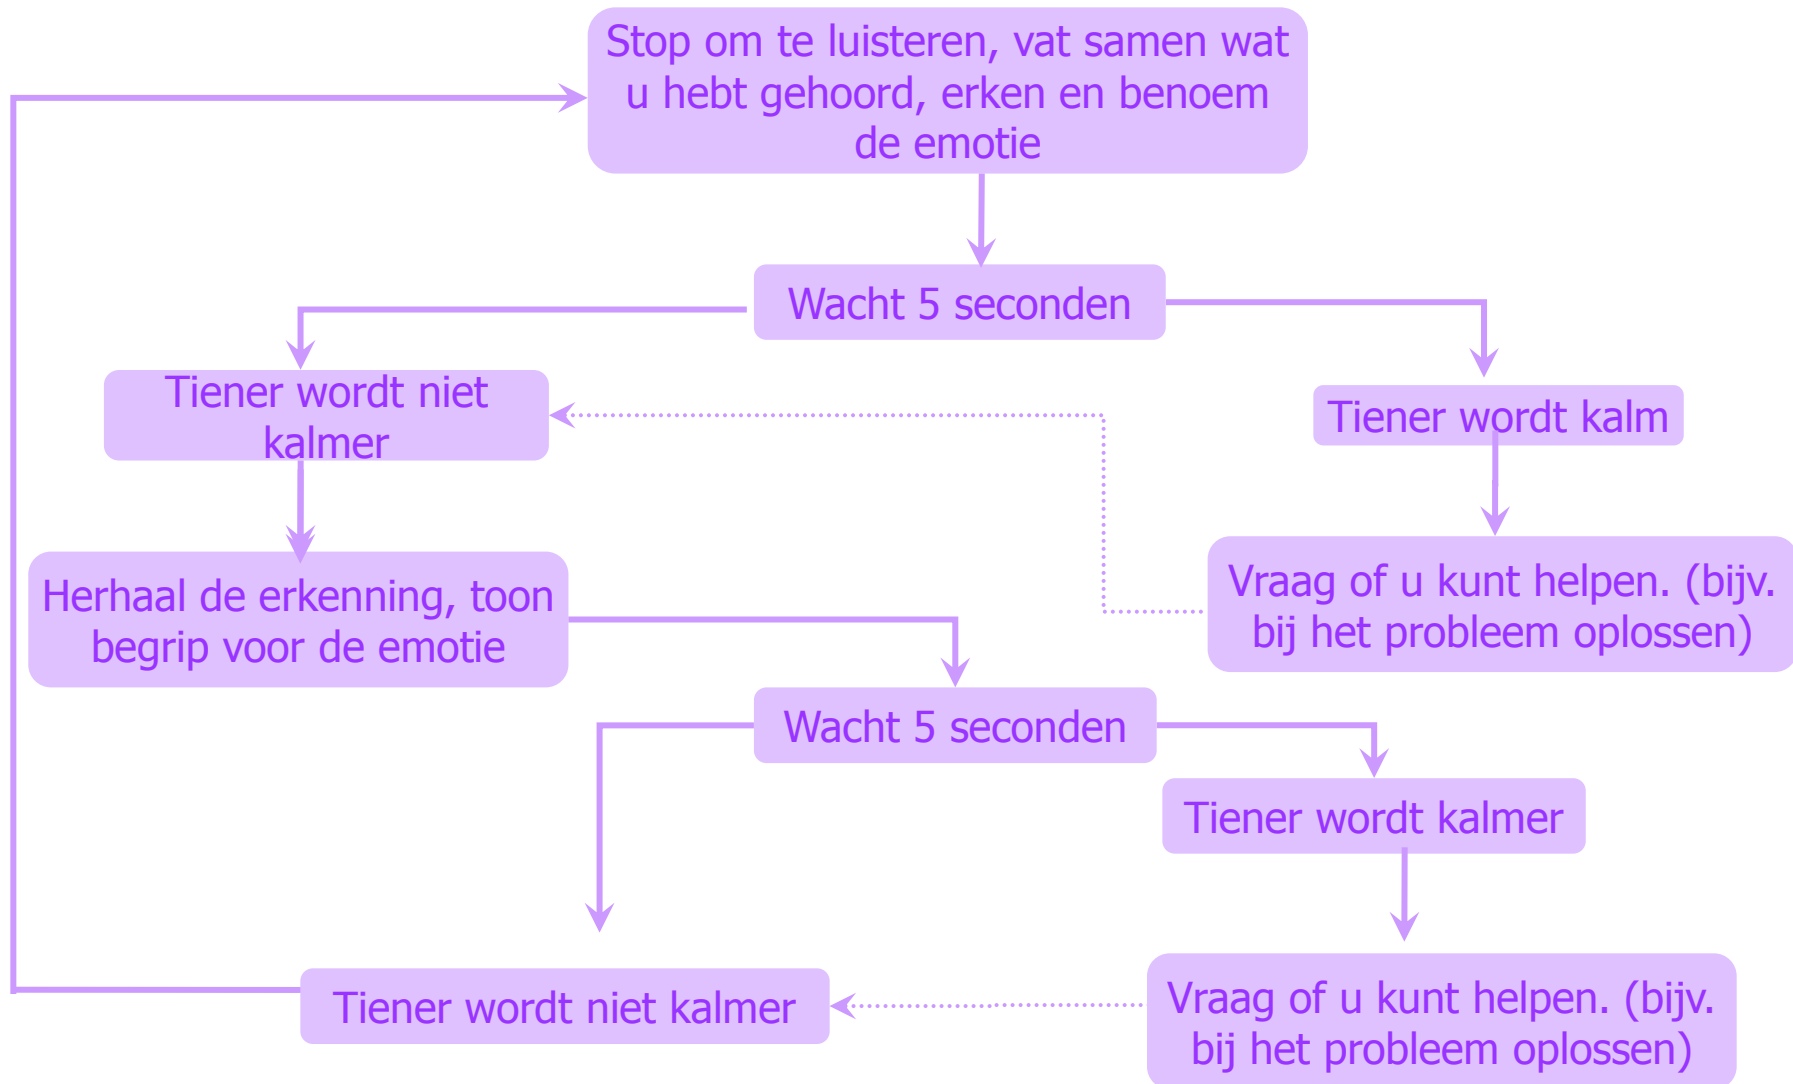 Stop om te luisteren, vat samen wat
u hebt gehoord, erken en benoem
de emotie
Wacht 5 seconden
Tiener wordt niet
kalmer
Tiener wordt kalm
Herhaal de erkenning, toon
begrip voor de emotie
Vraag of u kunt helpen. (bijv.
bij het probleem oplossen)
Wacht 5 seconden
Tiener wordt kalmer
Tiener wordt niet kalmer
Vraag of u kunt helpen. (bijv.
bij het probleem oplossen)